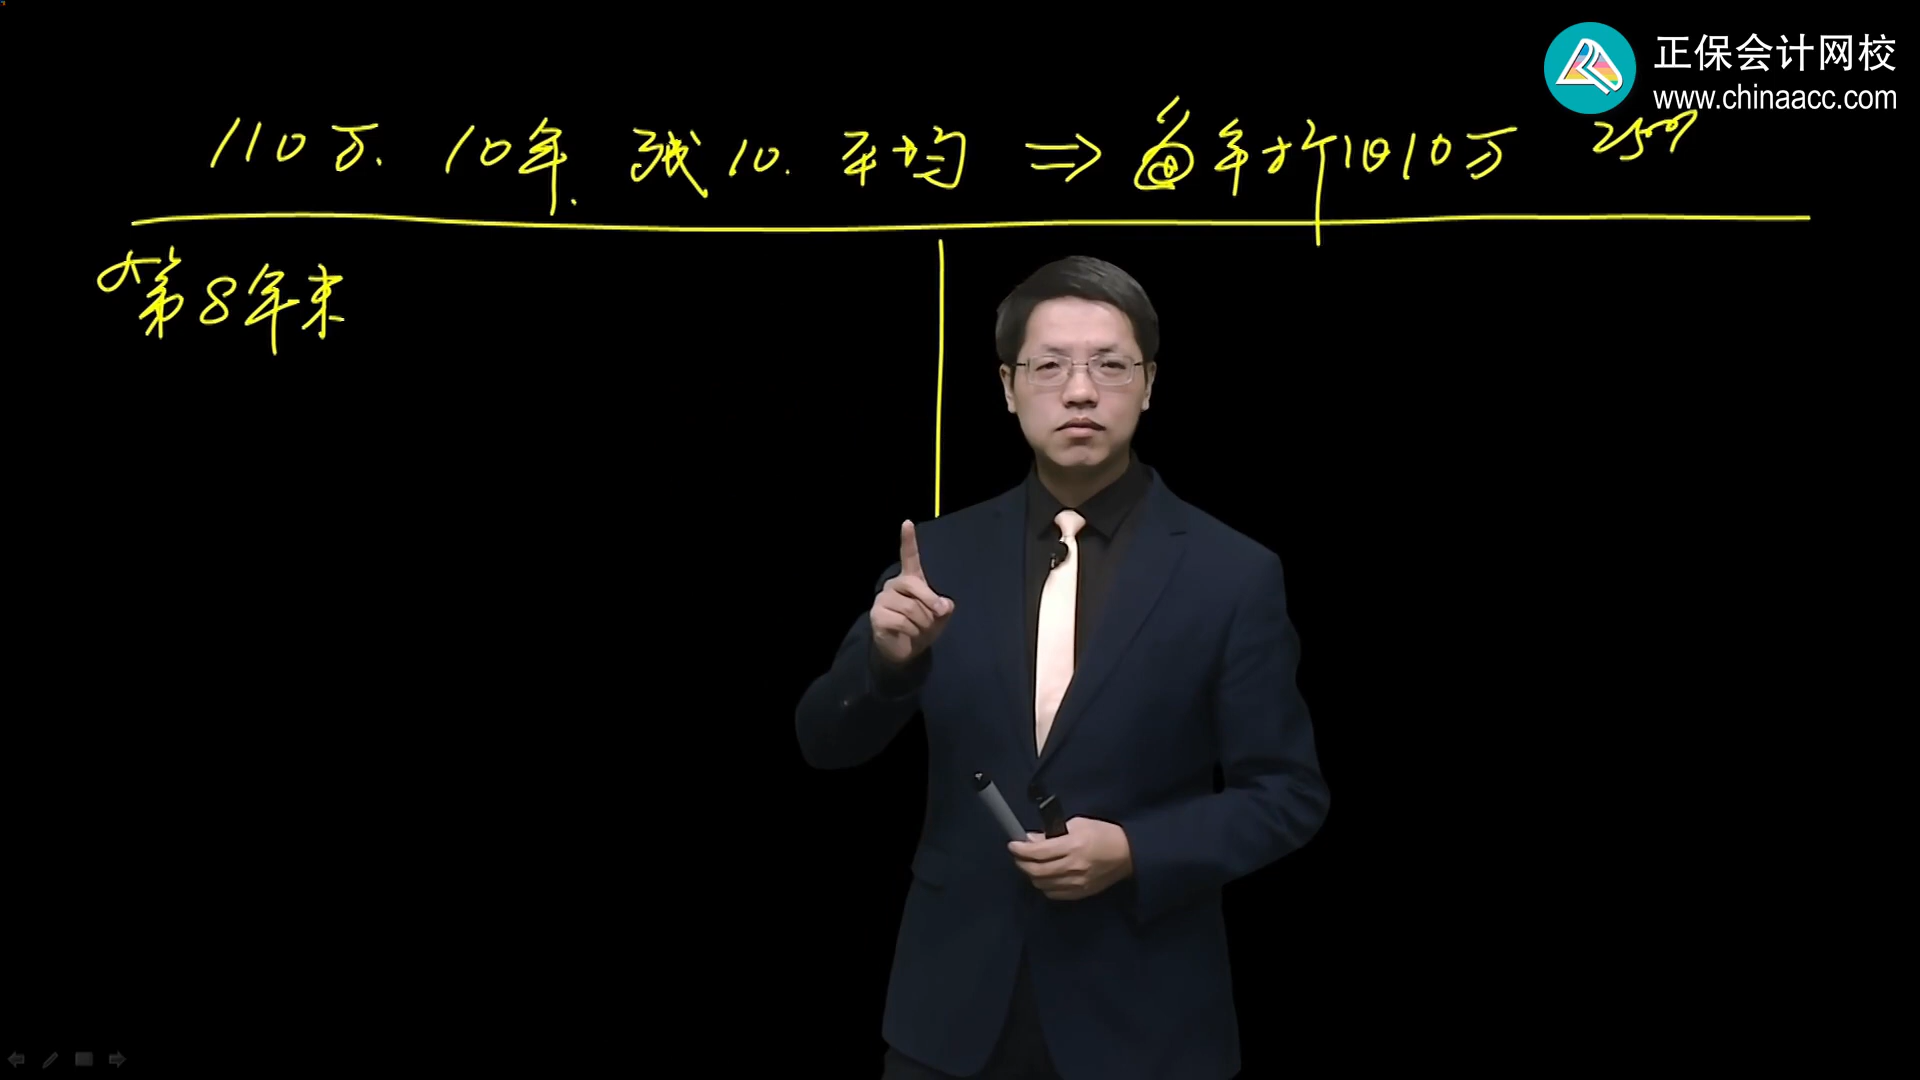 正保会计网校
www.chinaacc.com
110万. 10年. 残10. 平均 ⇒ 每年折旧10万 25%
第8年末